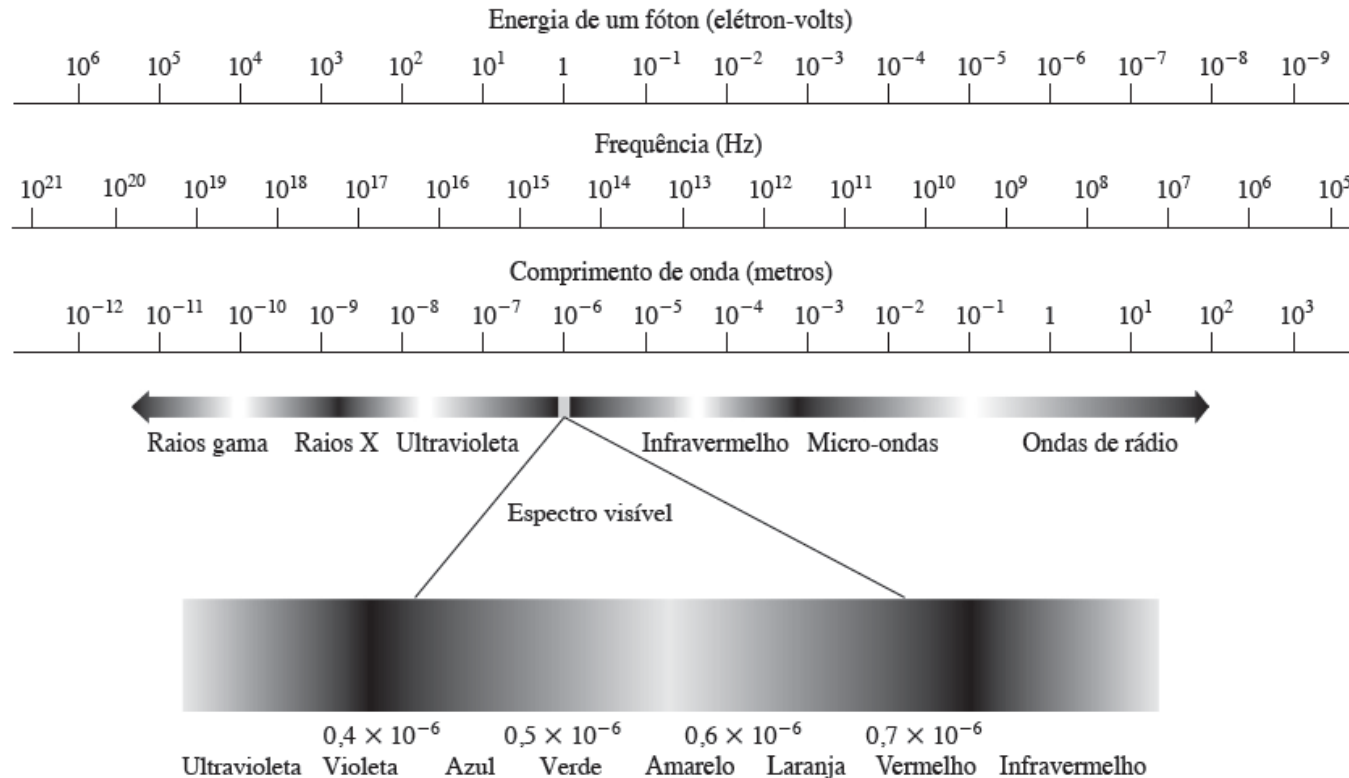 Energia de um fóton (elétron-volts)
10⁶ 10⁵ 10⁴ 10³ 10² 10¹ 1 10⁻¹ 10⁻² 10⁻³ 10⁻⁴ 10⁻⁵ 10⁻⁶ 10⁻⁷ 10⁻⁸ 10⁻⁹
Frequência (Hz)
10²¹ 10²⁰ 10¹⁹ 10¹⁸ 10¹⁷ 10¹⁶ 10¹⁵ 10¹⁴ 10¹³ 10¹² 10¹¹ 10¹⁰ 10⁹ 10⁸ 10⁷ 10⁶ 10⁵
Comprimento de onda (metros)
10⁻¹² 10⁻¹¹ 10⁻¹⁰ 10⁻⁹ 10⁻⁸ 10⁻⁷ 10⁻⁶ 10⁻⁵ 10⁻⁴ 10⁻³ 10⁻² 10⁻¹ 1 10¹ 10² 10³
Raios gama Raios X Ultravioleta Infravermelho Micro-ondas Ondas de rádio
Espectro visível
0,4 × 10⁻⁶ 0,5 × 10⁻⁶ 0,6 × 10⁻⁶ 0,7 × 10⁻⁶
Ultravioleta Violeta Azul Verde Amarelo Laranja Vermelho Infravermelho